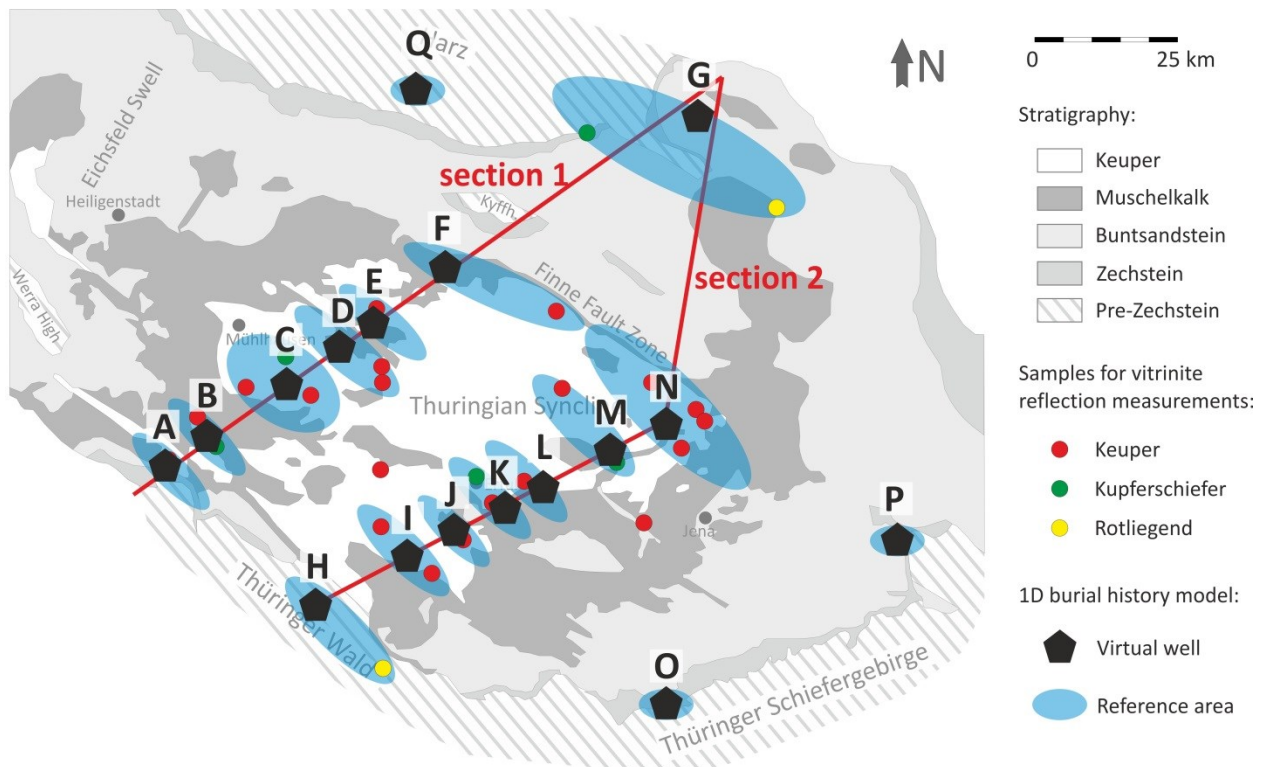 Q
arz
G
N
0 25 km
Eichsfeld Swell
Heiligenstadt
section 1
Kyffh.
Stratigraphy:
Keuper
Muschelkalk
Buntsandstein
Zechstein
Pre-Zechstein
Werra High
F
section 2
E
D
Mühlhausen
C
Finne Fault Zone
B
A
Thuringian Syncli
N
M
L
K
J
I
H
Jena
P
Thüringer Wald
O
Thüringer Schiefergebirge
Samples for vitrinite
reflection measurements:
Keuper
Kupferschiefer
Rotliegend
1D burial history model:
Virtual well
Reference area